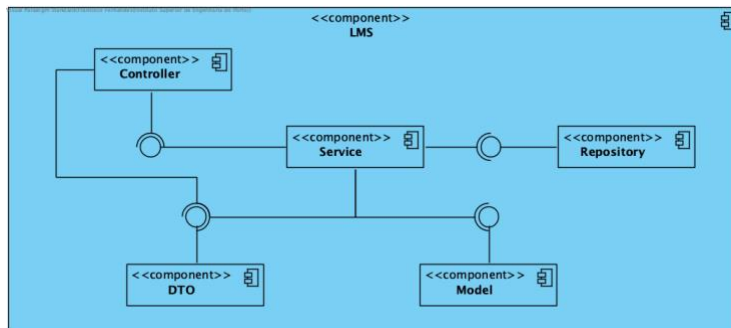 <<component>>
LMS
<<component>>
Controller
<<component>>
Service
<<component>>
Repository
<<component>>
DTO
<<component>>
Model